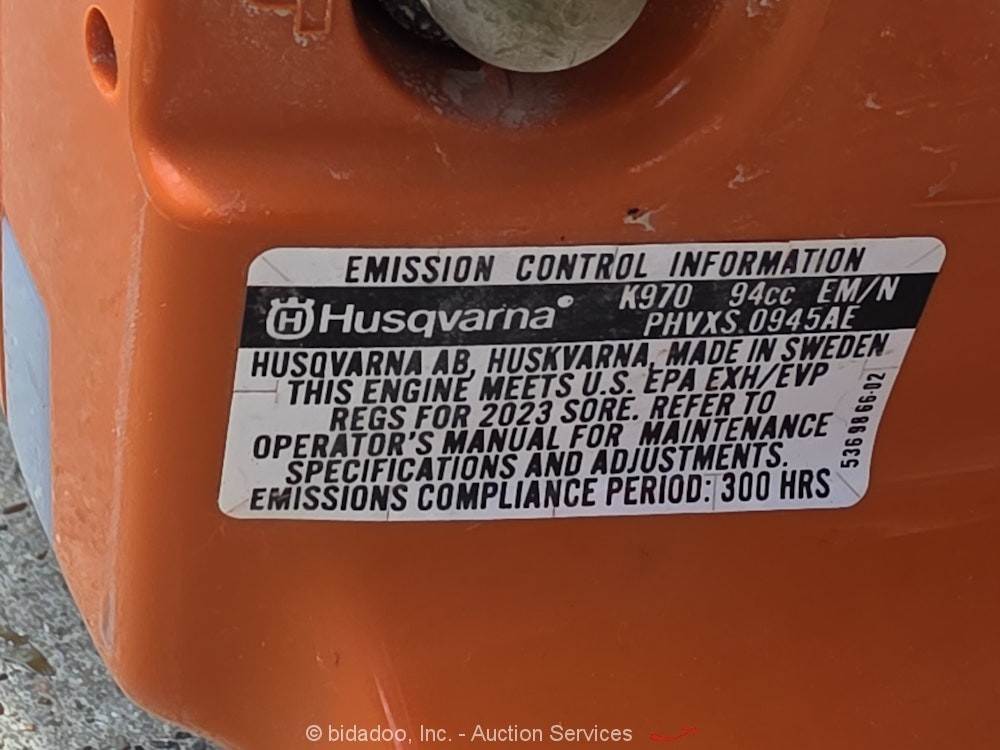 EMISSION CONTROL INFORMATION
Husqvarna® K970 94cc EM/N
PHVXS.0945AE
HUSQVARNA AB, HUSKVARNA, MADE IN SWEDEN
THIS ENGINE MEETS U.S. EPA EXH/EVP
REGS FOR 2023 SORE. REFER TO
OPERATOR'S MANUAL FOR MAINTENANCE
SPECIFICATIONS AND ADJUSTMENTS.
EMISSIONS COMPLIANCE PERIOD: 300 HRS
536 98 66-02
© bidadoo, Inc. - Auction Services